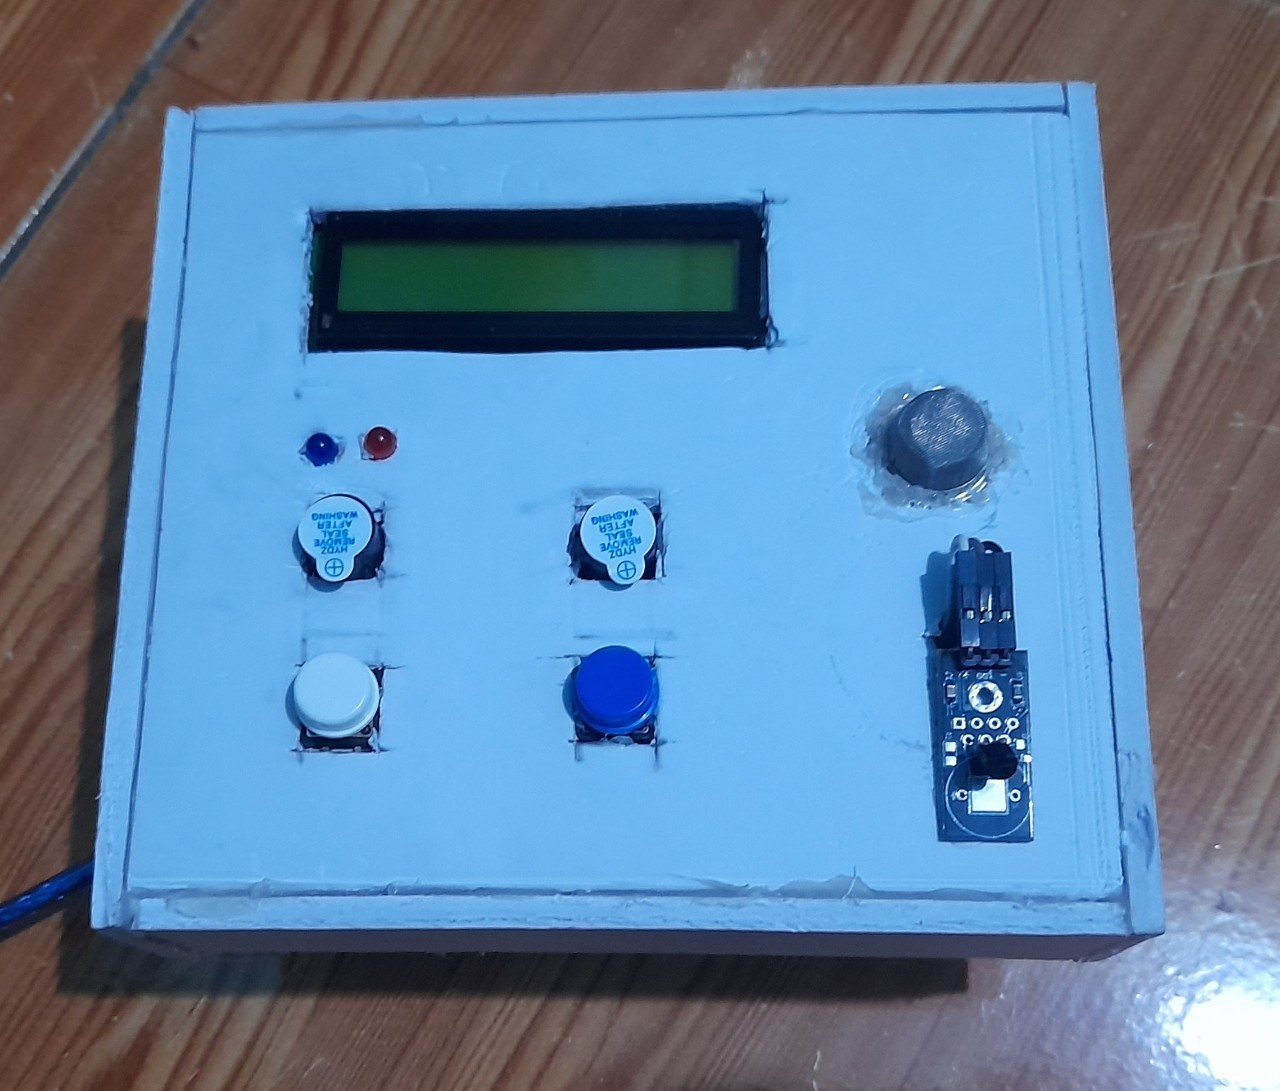 HYDZ
REMOVE
SEAL
AFTER
WASHING
HYDZ
REMOVE
SEAL
AFTER
WASHING